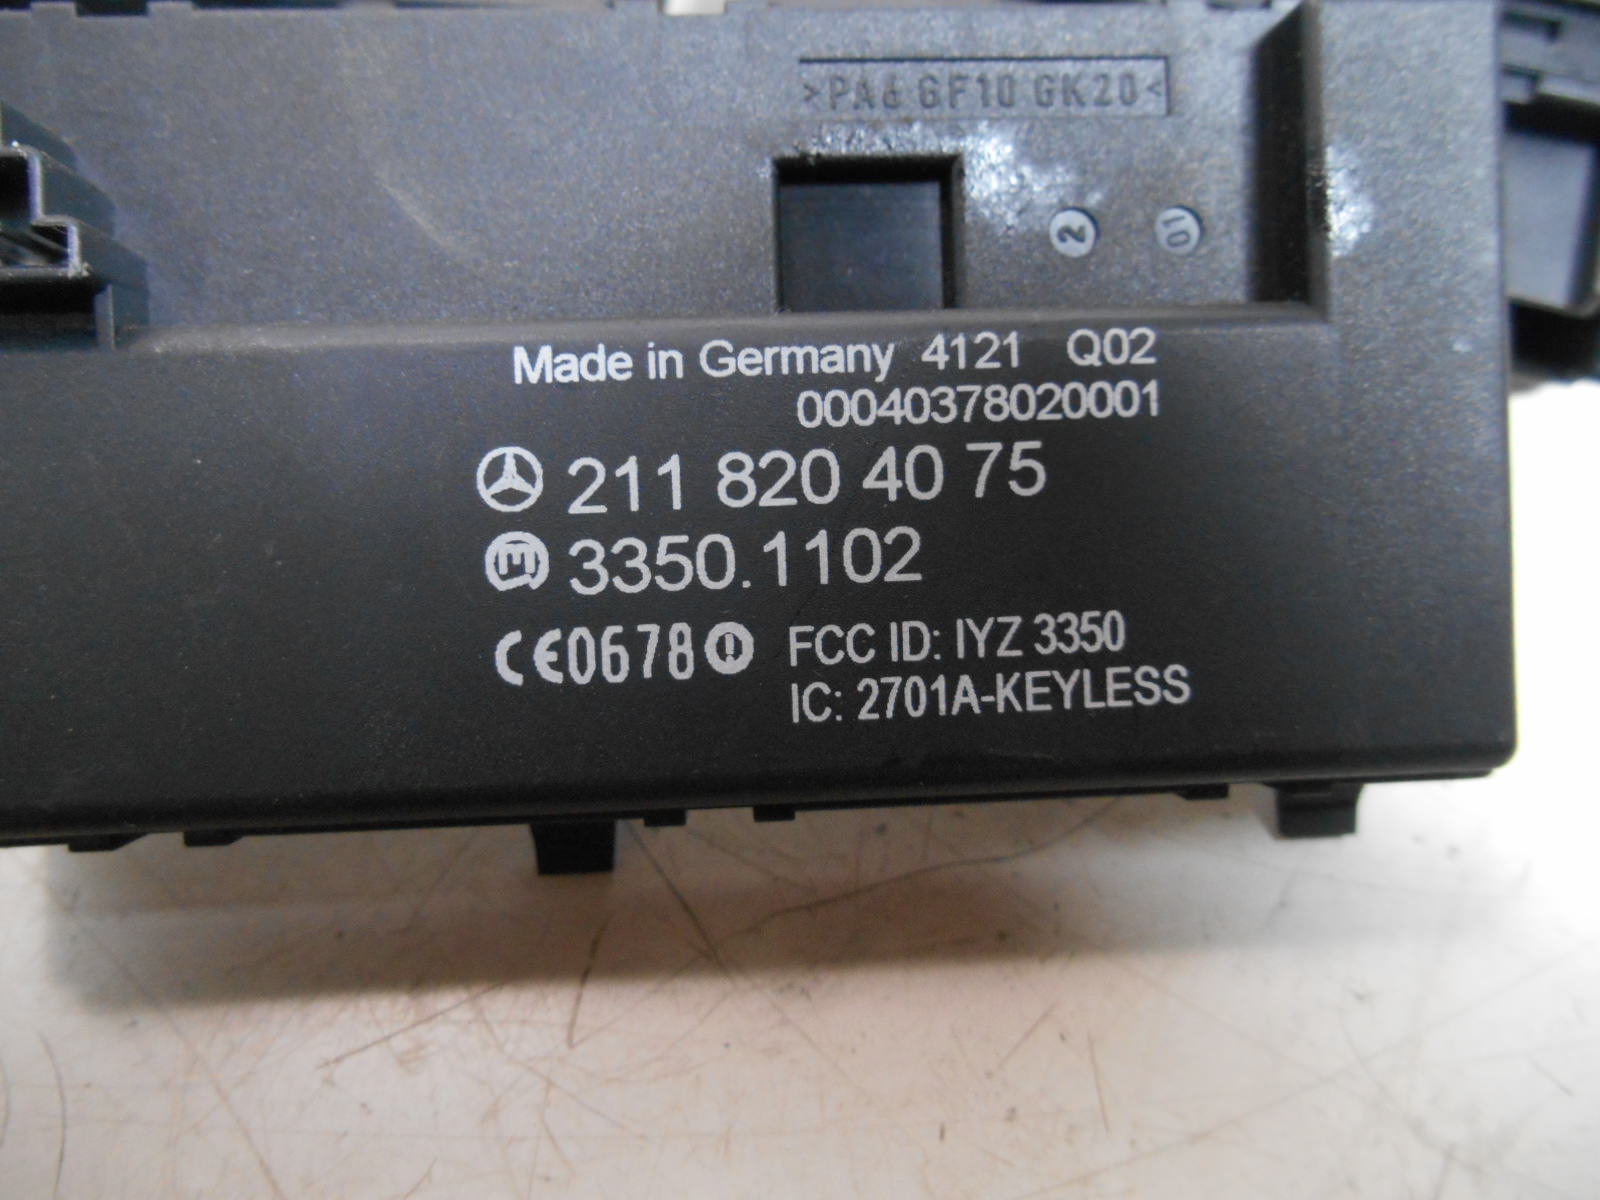 >PA6 GF10 GK20<
2 01
Made in Germany 4121 Q02
00040378020001
211 820 40 75
3350.1102
CE0678 FCC ID: IYZ 3350
IC: 2701A-KEYLESS